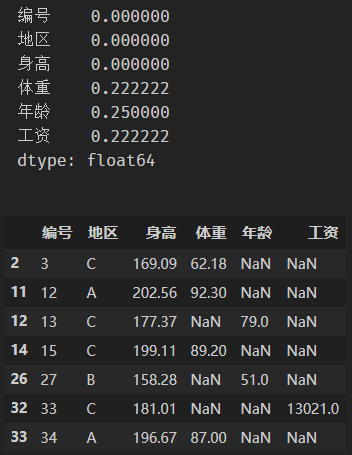 编号 0.000000
地区 0.000000
身高 0.000000
体重 0.222222
年龄 0.250000
工资 0.222222
dtype: float64
编号 地区 身高 体重 年龄 工资
2 3 C 169.09 62.18 NaN NaN
11 12 A 202.56 92.30 NaN NaN
12 13 C 177.37 NaN 79.0 NaN
14 15 C 199.11 89.20 NaN NaN
26 27 B 158.28 NaN 51.0 NaN
32 33 C 181.01 NaN NaN 13021.0
33 34 A 196.67 87.00 NaN NaN